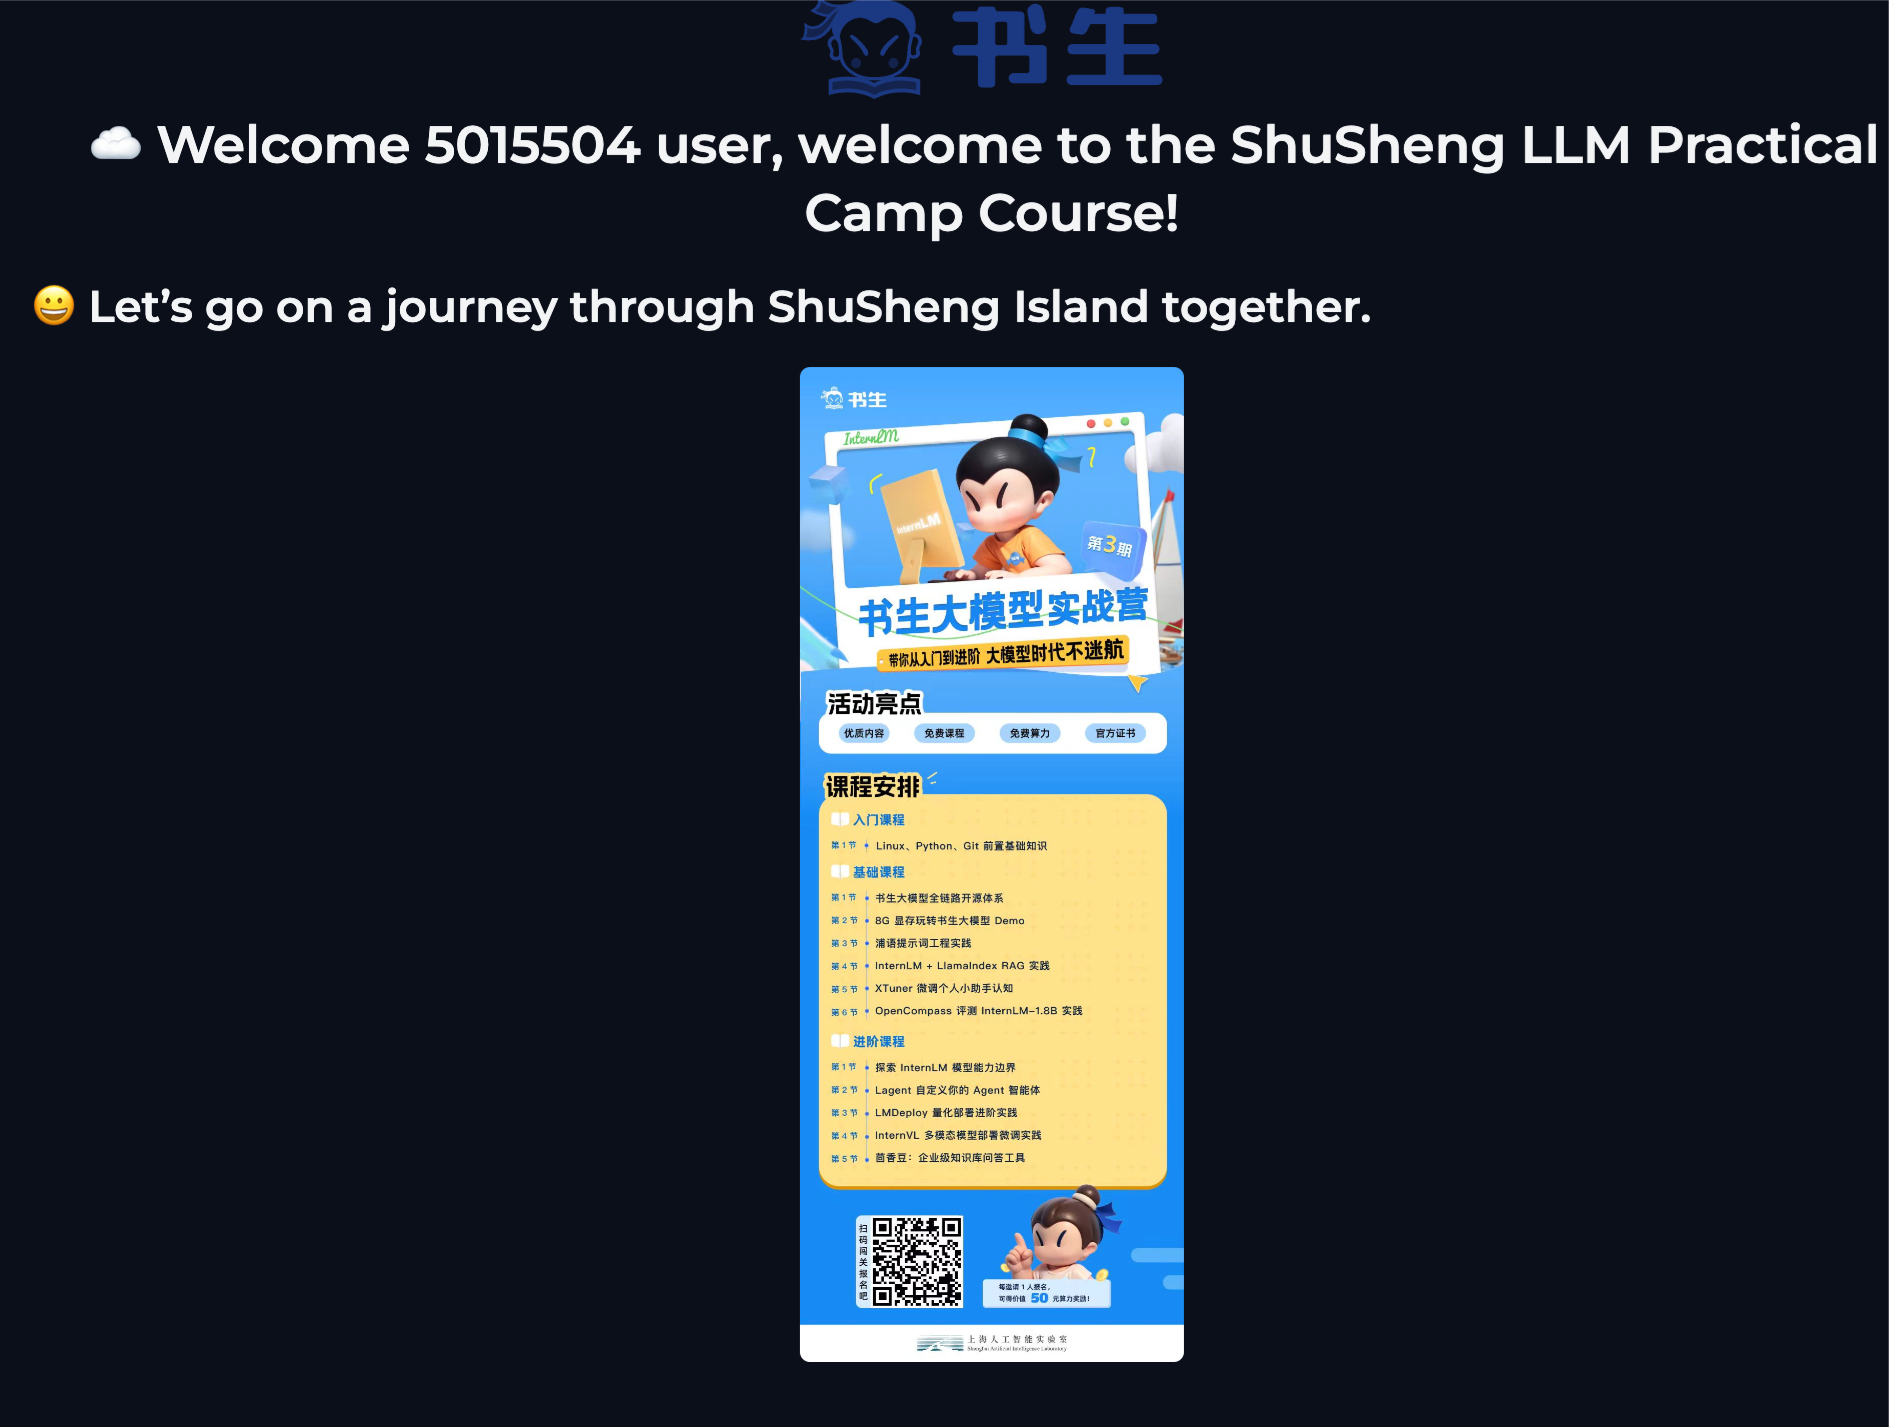 书生
☁️ Welcome 5015504 user, welcome to the ShuSheng LLM Practical
Camp Course!
😀 Let’s go on a journey through ShuSheng Island together.
书生
InternLM
InternLM
第3期
书生大模型实战营
带你从入门到进阶 大模型时代不迷航
活动亮点
优质内容 免费课程 免费算力 官方证书
课程安排
入门课程
第1节 Linux、Python、Git 前置基础知识
基础课程
第1节 书生大模型全链路开源体系
第2节 8G 显存玩转书生大模型 Demo
第3节 浦语提示词工程实践
第4节 InternLM + LlamaIndex RAG 实践
第5节 XTuner 微调个人小助手认知
第6节 OpenCompass 评测 InternLM-1.8B 实践
进阶课程
第1节 探索 InternLM 模型能力边界
第2节 Lagent 自定义你的 Agent 智能体
第3节 LMDeploy 量化部署进阶实践
第4节 InternVL 多模态模型部署微调实践
第5节 茴香豆：企业级知识库问答工具
扫码闯关报名吧
每邀请 1 人报名，
可得价值 50 元算力奖励！
上海人工智能实验室
Shanghai Artificial Intelligence Laboratory